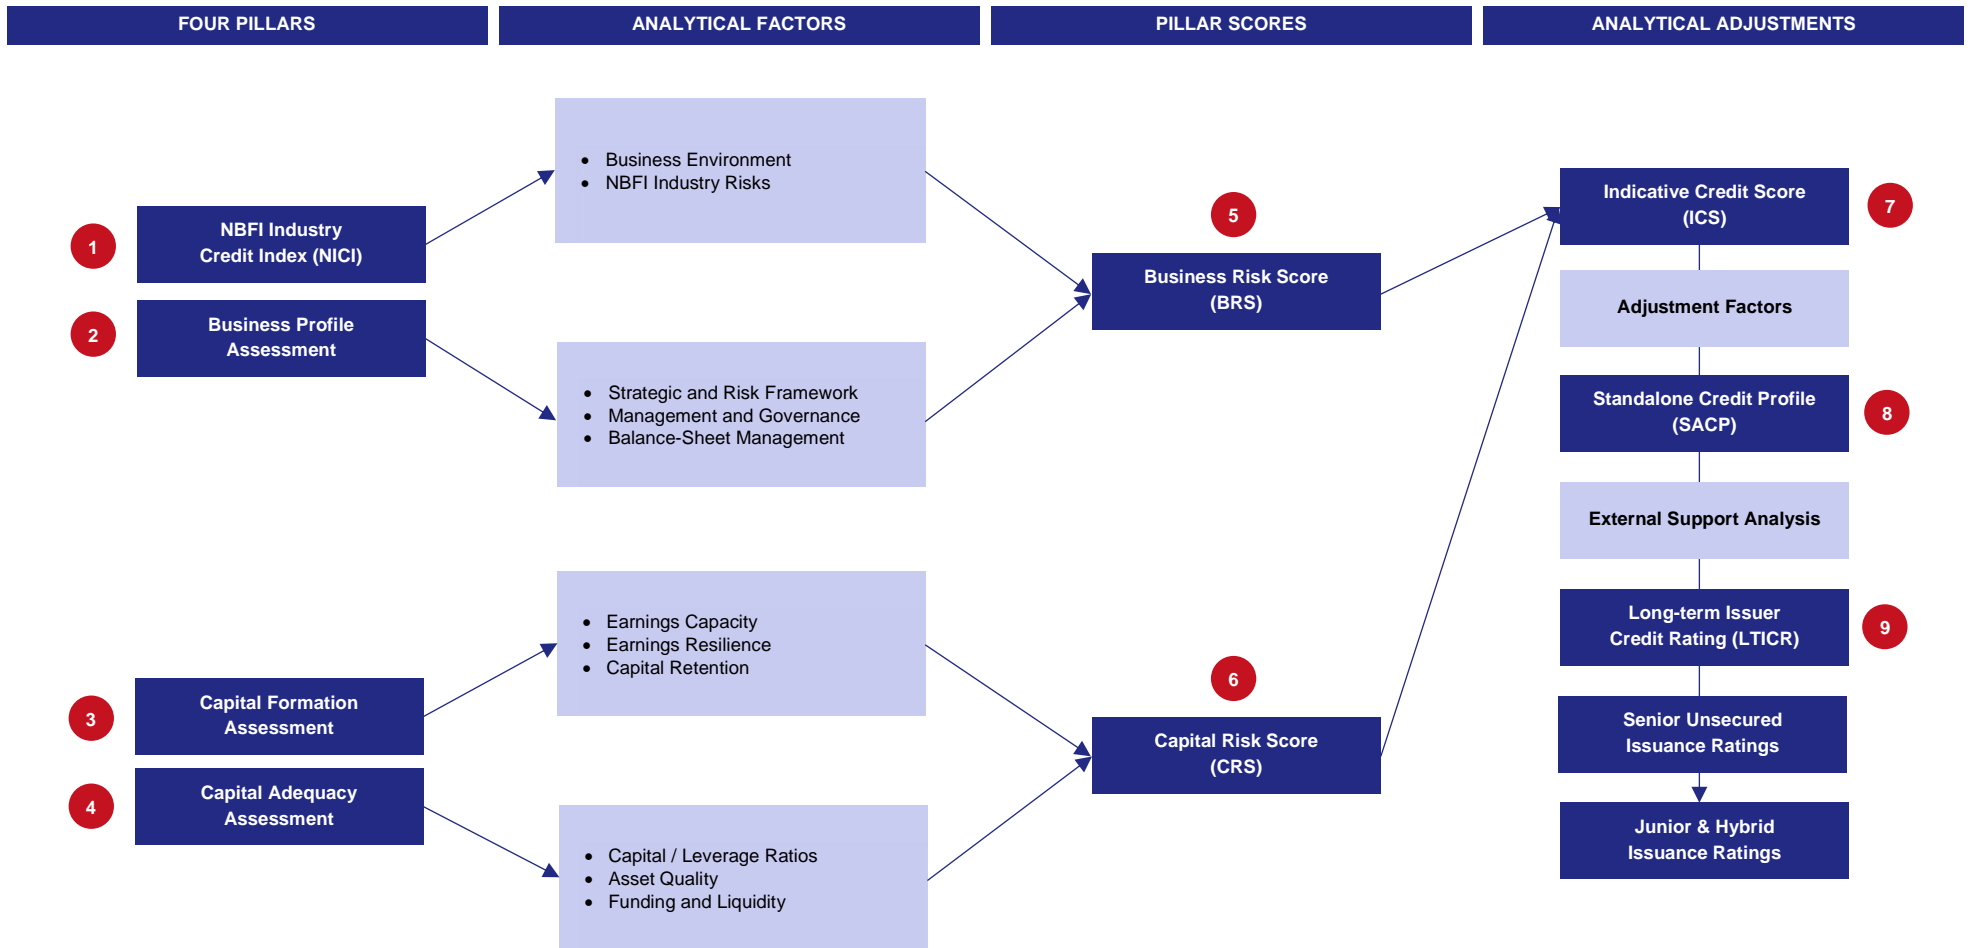 FOUR PILLARS
ANALYTICAL FACTORS
PILLAR SCORES
ANALYTICAL ADJUSTMENTS
1
NBFI Industry
Credit Index (NICI)
2
Business Profile
Assessment
3
Capital Formation
Assessment
4
Capital Adequacy
Assessment
• Business Environment
• NBFI Industry Risks
• Strategic and Risk Framework
• Management and Governance
• Balance-Sheet Management
• Earnings Capacity
• Earnings Resilience
• Capital Retention
• Capital / Leverage Ratios
• Asset Quality
• Funding and Liquidity
5
Business Risk Score
(BRS)
6
Capital Risk Score
(CRS)
Indicative Credit Score
(ICS)
7
Adjustment Factors
Standalone Credit Profile
(SACP)
8
External Support Analysis
Long-term Issuer
Credit Rating (LTICR)
9
Senior Unsecured
Issuance Ratings
Junior & Hybrid
Issuance Ratings